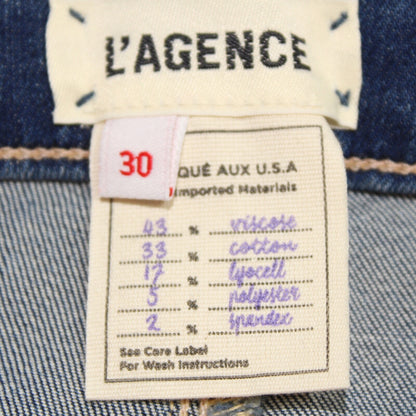 L'AGENCE
30
QUÉ AUX U.S.A
Imported Materials
43 % viscose
33 % cotton
17 % lyocell
5 % polyester
2 % spandex
See Care Label
For Wash Instructions